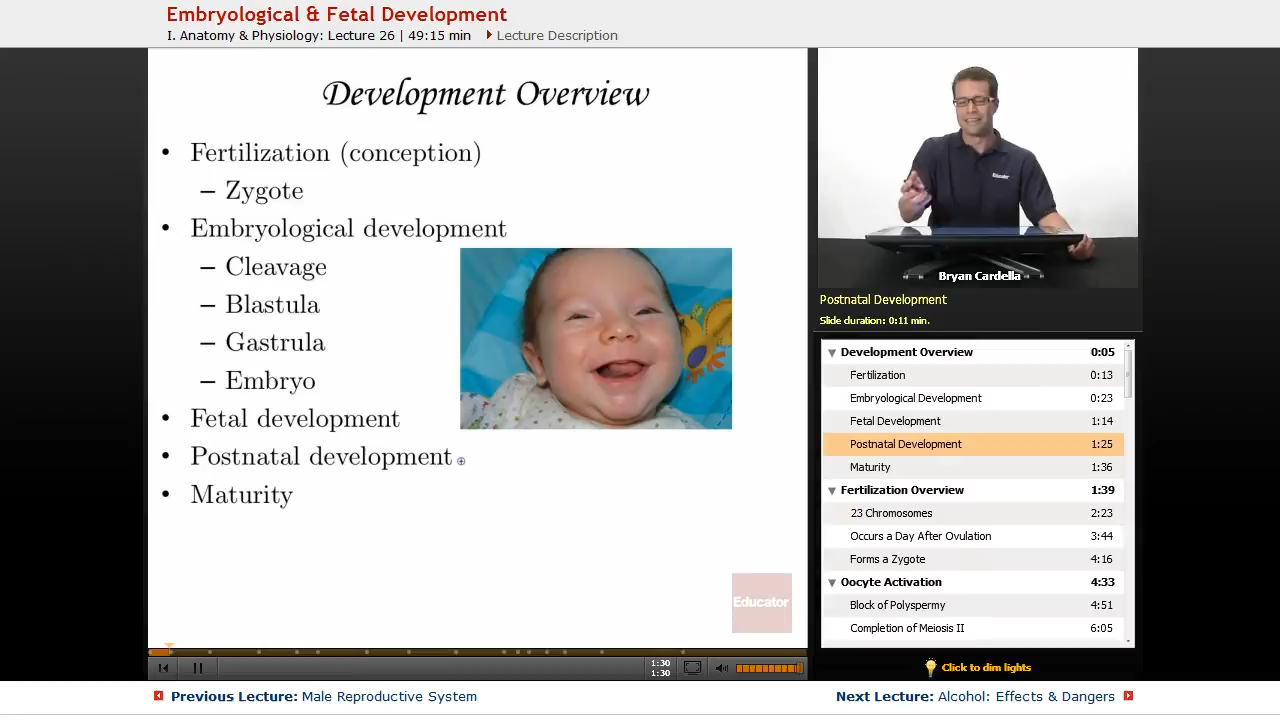 Embryological & Fetal Development
I. Anatomy & Physiology: Lecture 26 | 49:15 min
Lecture Description
Development Overview
• Fertilization (conception)
– Zygote
• Embryological development
– Cleavage
– Blastula
– Gastrula
– Embryo
• Fetal development
• Postnatal development
• Maturity
Educator
Educator
Bryan Cardella
Postnatal Development
Slide duration: 0:11 min.
Development Overview 0:05
Fertilization 0:13
Embryological Development 0:23
Fetal Development 1:14
Postnatal Development 1:25
Maturity 1:36
Fertilization Overview 1:39
23 Chromosomes 2:23
Occurs a Day After Ovulation 3:44
Forms a Zygote 4:16
Oocyte Activation 4:33
Block of Polyspermy 4:51
Completion of Meiosis II 6:05
1:30
1:30
Click to dim lights
Previous Lecture: Male Reproductive System
Next Lecture: Alcohol: Effects & Dangers